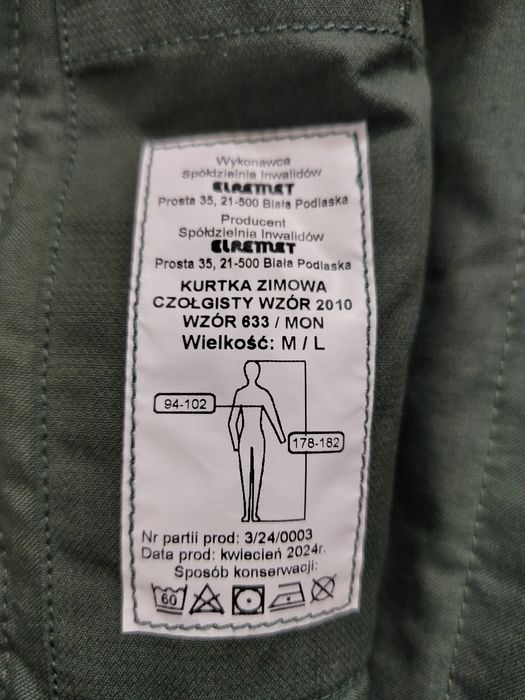 Wykonawca
Spółdzielnia Inwalidów
ELREMET
Prosta 35, 21-500 Biała Podlaska
Producent
Spółdzielnia Inwalidów
ELREMET
Prosta 35, 21-500 Biała Podlaska
KURTKA ZIMOWA
CZOŁGISTY WZÓR 2010
WZÓR 633 / MON
Wielkość: M / L
94-102
178-182
Nr partii prod: 3/24/0003
Data prod: kwiecień 2024r.
Sposób konserwacji:
60